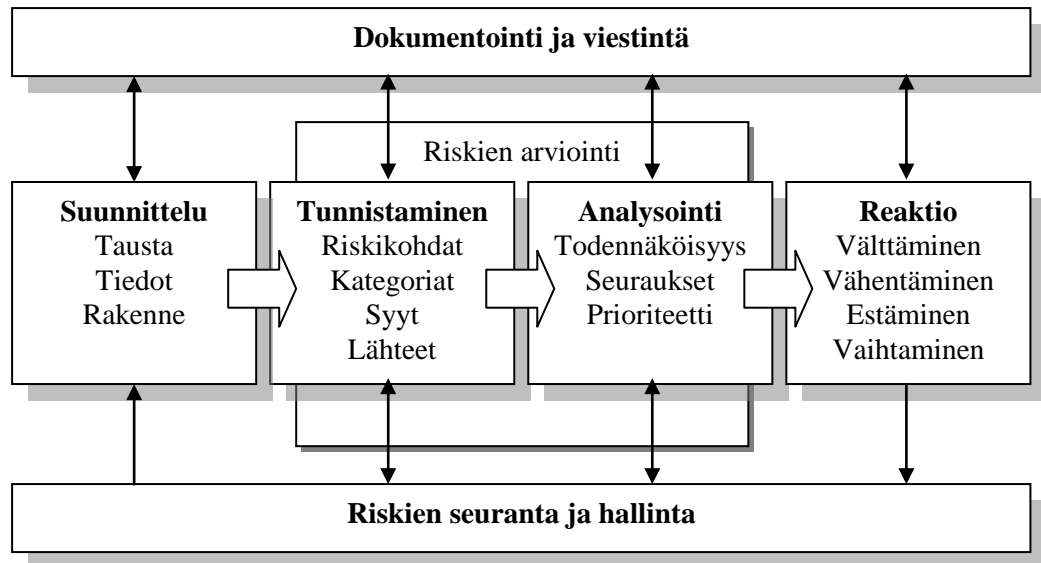 Dokumentointi ja viestintä
Riskien arviointi
Suunnittelu
Tausta
Tiedot
Rakenne
Tunnistaminen
Riskikohdat
Kategoriat
Syyt
Lähteet
Analysointi
Todennäköisyys
Seuraukset
Prioriteetti
Reaktio
Välttäminen
Vähentäminen
Estäminen
Vaihtaminen
Riskien seuranta ja hallinta